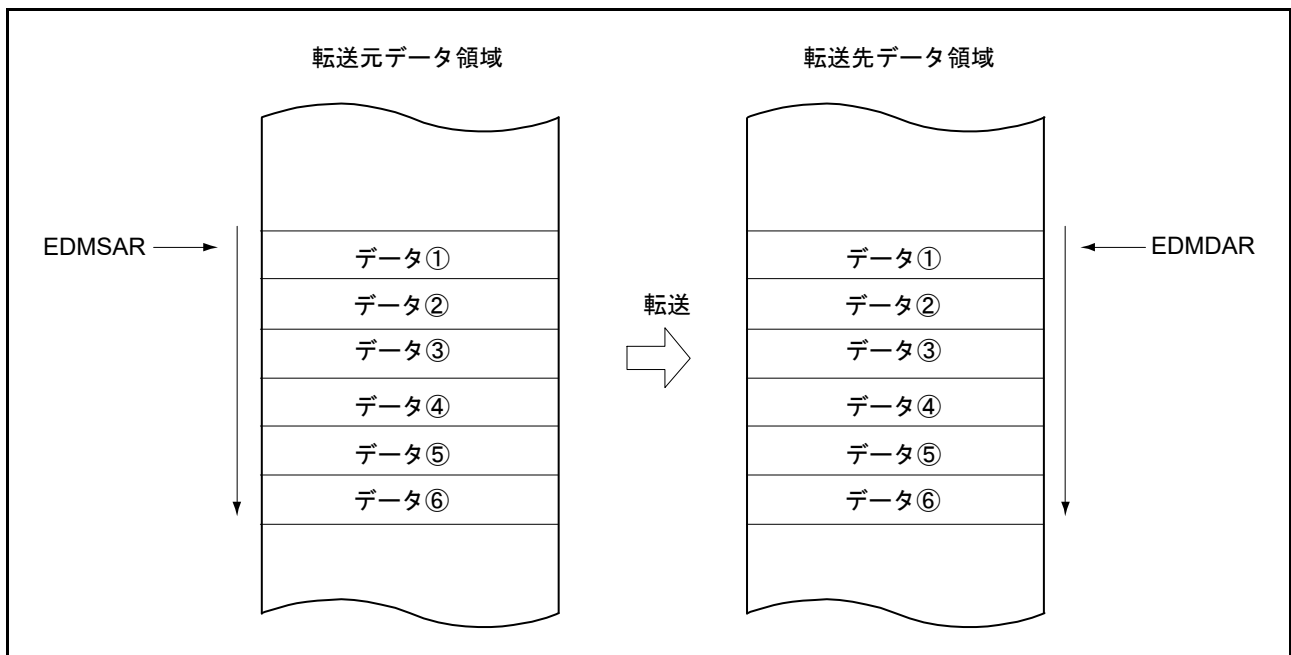 転送元データ領域
転送先データ領域
EDMSAR
EDMDAR
データ①
データ②
データ③
データ④
データ⑤
データ⑥
転送
データ①
データ②
データ③
データ④
データ⑤
データ⑥